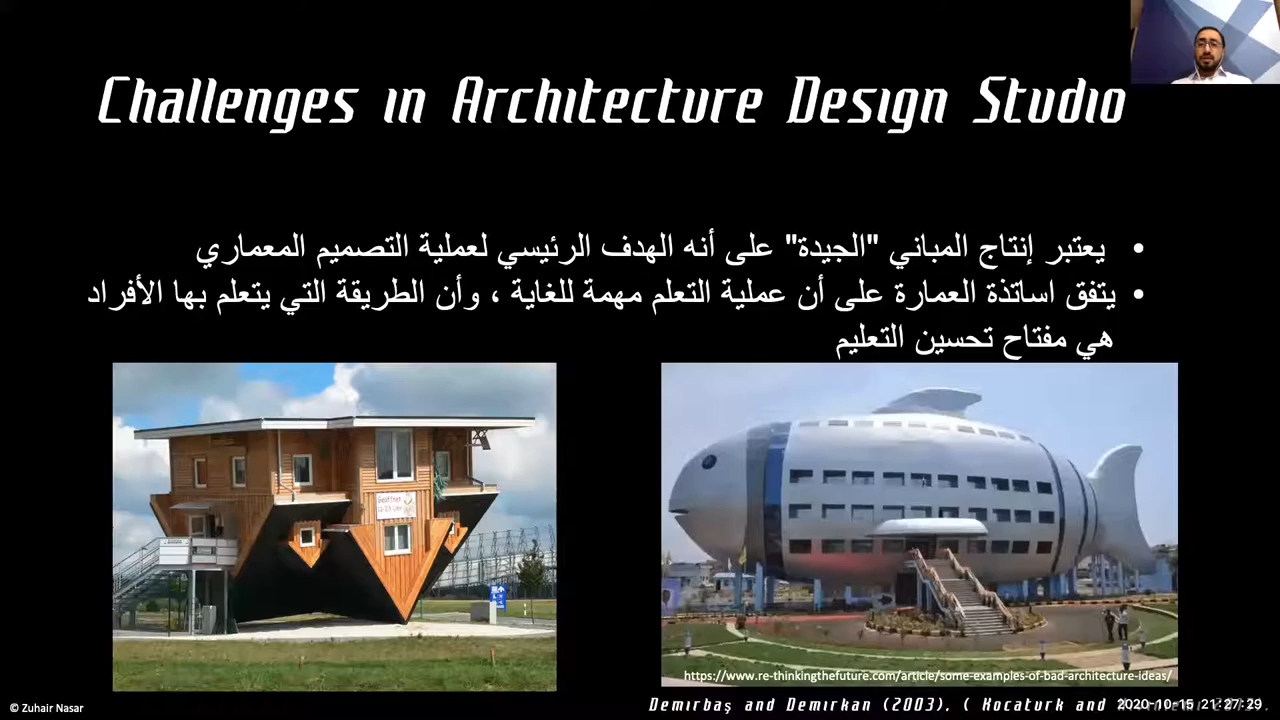 Challenges in Architecture Design Studio
يعتبر إنتاج المباني "الجيدة" على أنه الهدف الرئيسي لعملية التصميم المعماري
يتفق اساتذة العمارة على أن عملية التعلم مهمة للغاية ، وأن الطريقة التي يتعلم بها الأفراد
هي مفتاح تحسين التعليم
Geöffnet
https://www.re-thinkingthefuture.com/article/some-examples-of-bad-architecture-ideas/
Demırbaş and Demırkan (2003), ( Kocaturk and
2020-10-15 21:27:29
© Zuhair Nasar